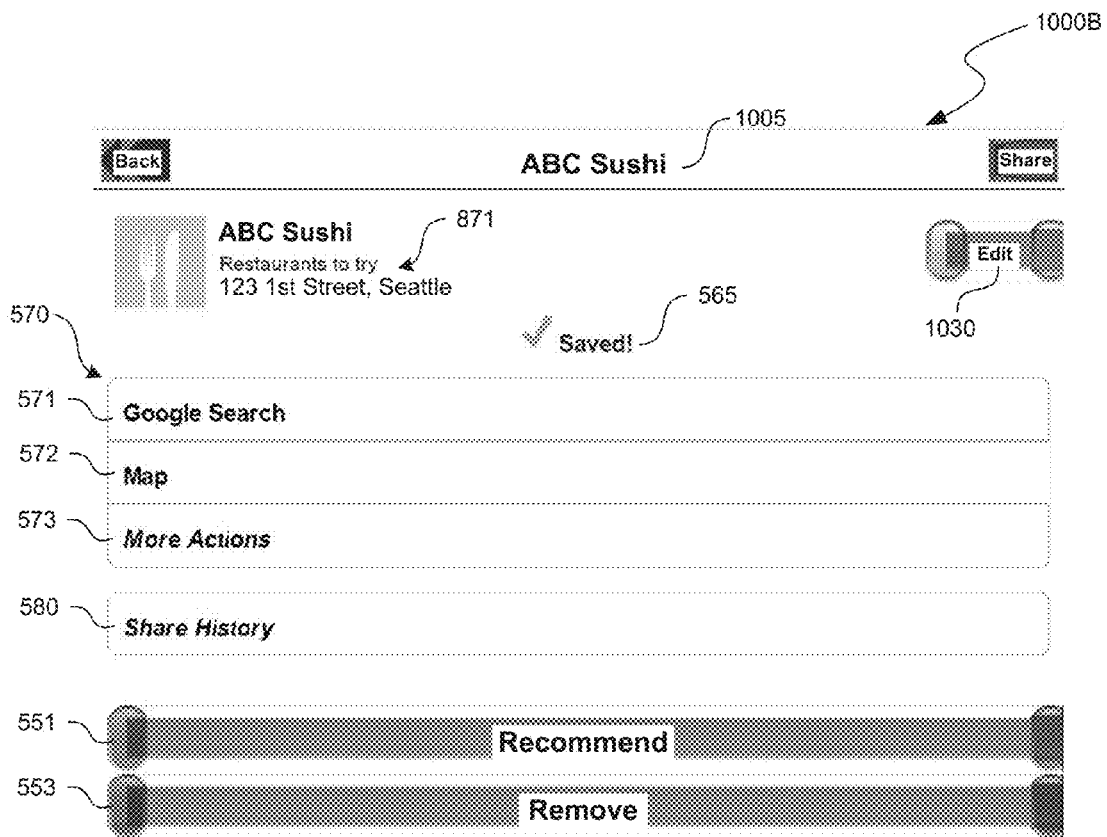 1000B
1005
Back
ABC Sushi
Share
ABC Sushi
871
Restaurants to try
Edit
123 1st Street, Seattle
565
1030
570
Saved!
571
Google Search
572
Map
573
More Actions
580
Share History
551
Recommend
553
Remove